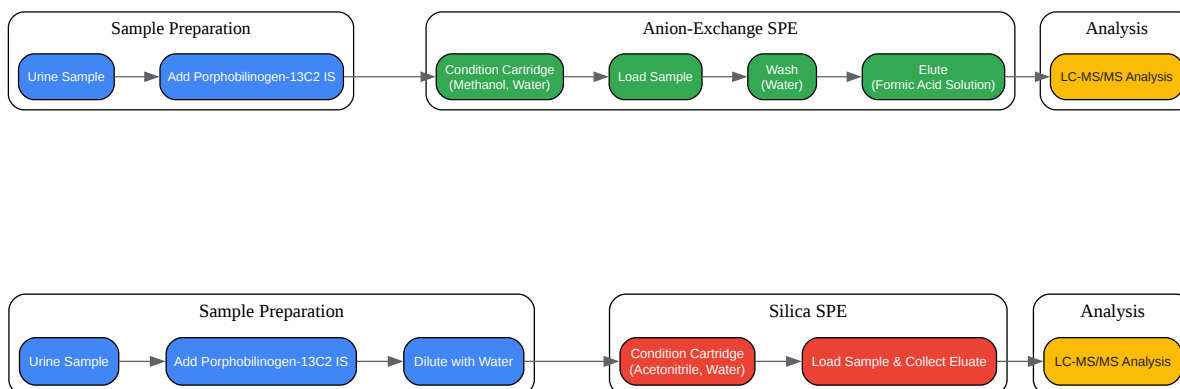 Sample Preparation
Anion-Exchange SPE
Analysis
Urine Sample
Add Porphobilinogen-13C2 IS
Condition Cartridge
(Methanol, Water)
Load Sample
Wash
(Water)
Elute
(Formic Acid Solution)
LC-MS/MS Analysis
Sample Preparation
Silica SPE
Analysis
Urine Sample
Add Porphobilinogen-13C2 IS
Dilute with Water
Condition Cartridge
(Acetonitrile, Water)
Load Sample & Collect Eluate
LC-MS/MS Analysis